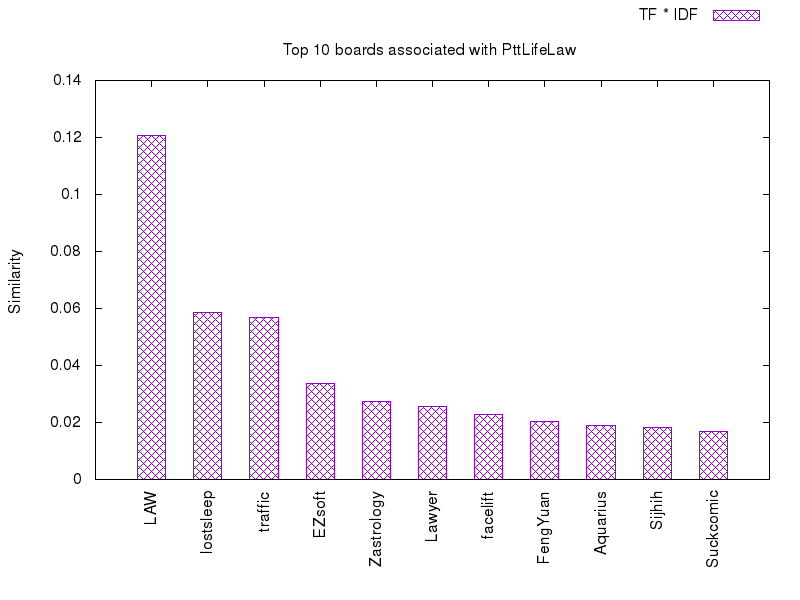 TF * IDF
Top 10 boards associated with PttLifeLaw
0.14
0.12
0.1
0.08
0.06
0.04
0.02
0
Similarity
LAW
lostsleep
traffic
EZsoft
Zastrology
Lawyer
facelift
FengYuan
Aquarius
Sijhih
Suckcomic